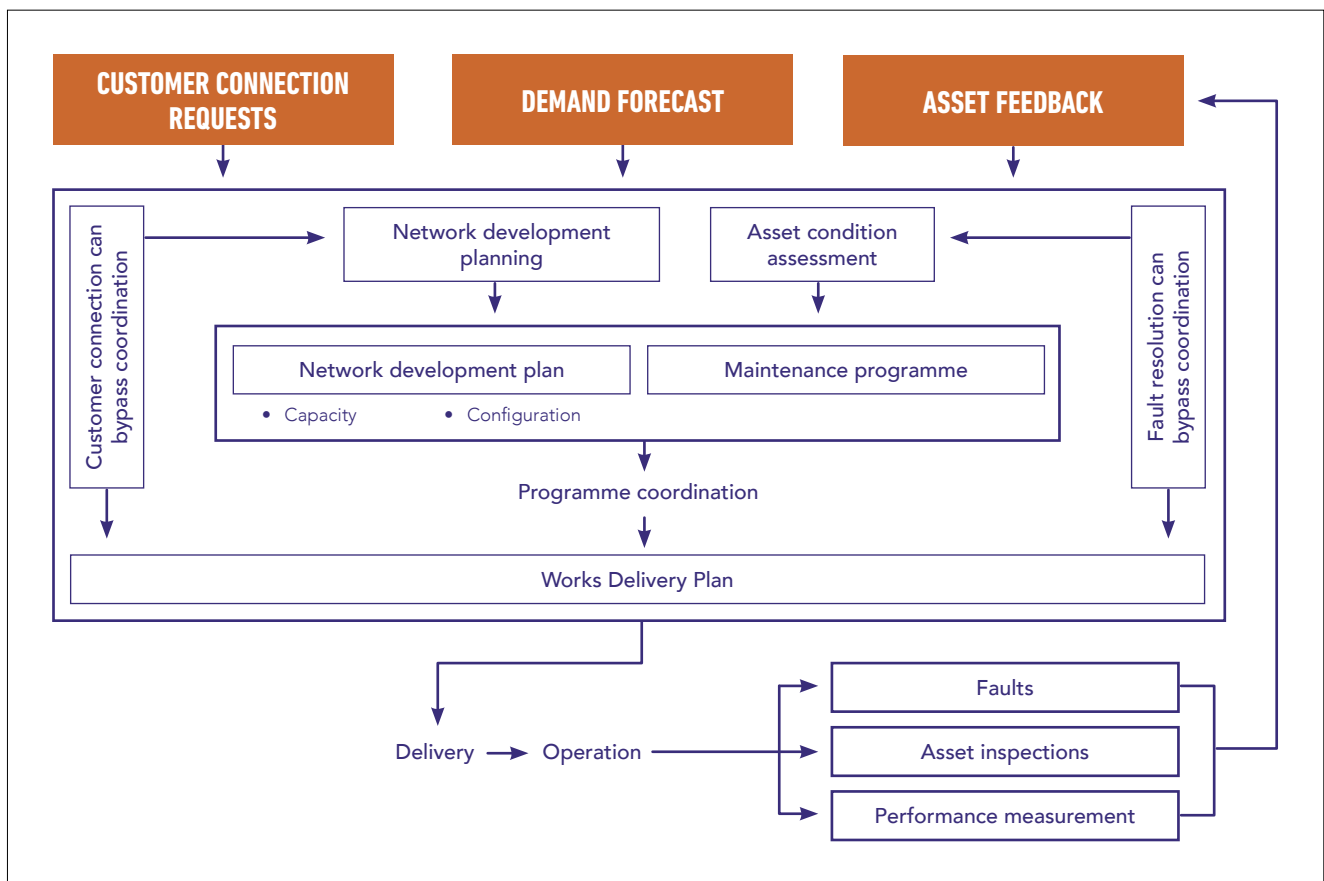 CUSTOMER CONNECTION
REQUESTS
DEMAND FORECAST
ASSET FEEDBACK
Customer connection can
bypass coordination
Network development
planning
Asset condition
assessment
Fault resolution can
bypass coordination
Network development plan
Maintenance programme
• Capacity
• Configuration
Programme coordination
Works Delivery Plan
Faults
Delivery
Operation
Asset inspections
Performance measurement